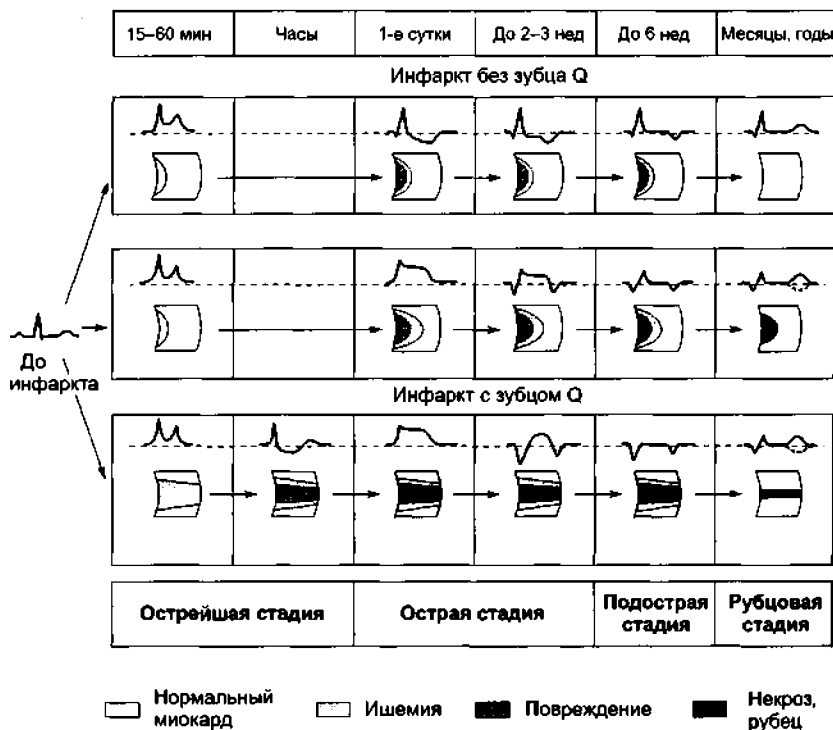 15–60 мин Часы 1-е сутки До 2–3 нед До 6 нед Месяцы, годы
Инфаркт без зубца Q
До
инфаркта
Инфаркт с зубцом Q
Острейшая стадия Острая стадия Подострая стадия Рубцовая стадия
Нормальный миокард
Ишемия
Повреждение
Некроз, рубец